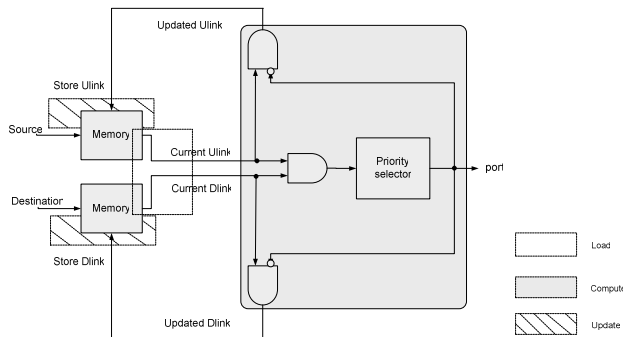 Updated Ulink
Store Ulink
Source
Memory
Current Ulink
Priority
selector
port
Current Dlink
Destination
Memory
Store Dlink
Updated Dlink
Load
Compute
Update